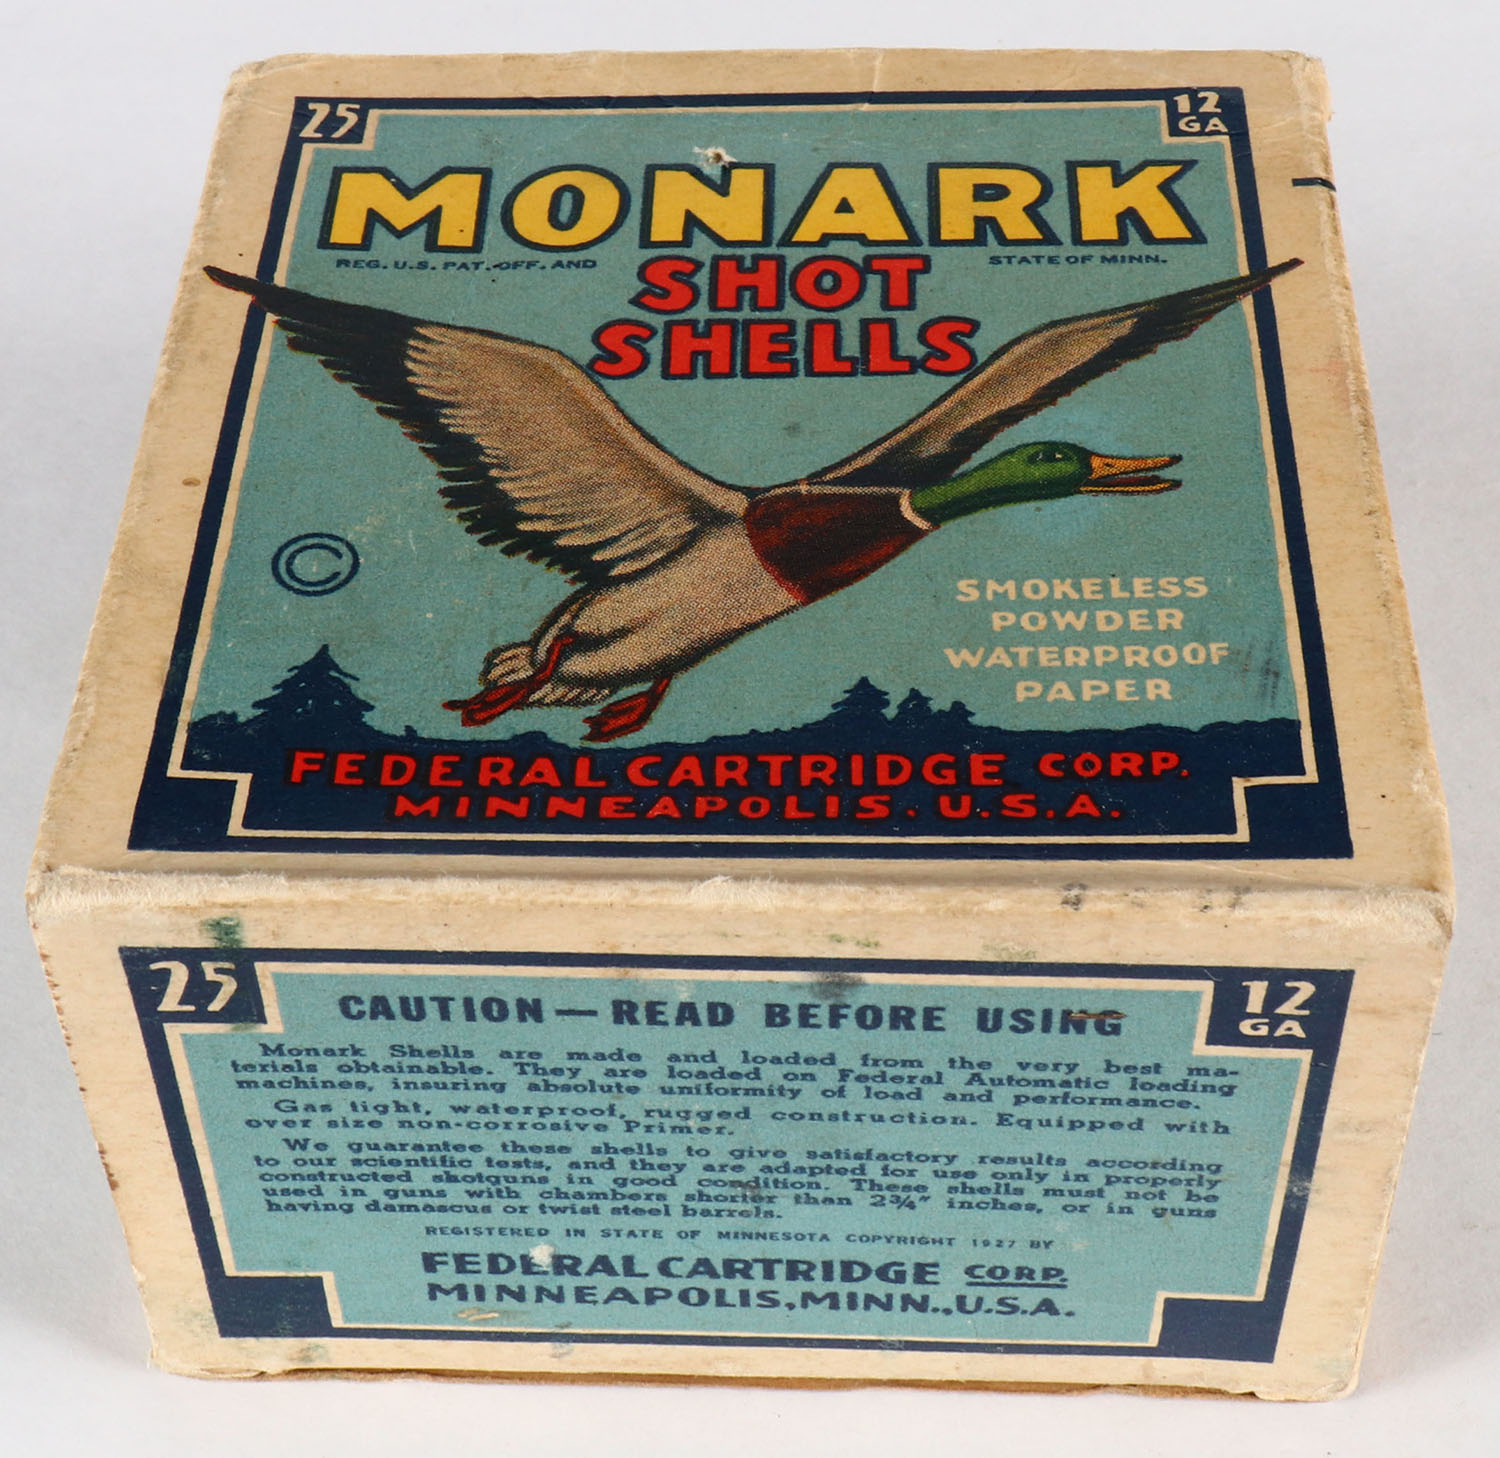 25
12
GA
MONARK
REG. U.S. PAT. OFF. AND
STATE OF MINN.
SHOT
SHELLS
©
SMOKELESS
POWDER
WATERPROOF
PAPER
FEDERAL CARTRIDGE CORP.
MINNEAPOLIS. U.S.A.
25
12
GA
CAUTION — READ BEFORE USING
Monark Shells are made and loaded from the very best ma-
terials obtainable. They are loaded on Federal Automatic loading
machines, insuring absolute uniformity of load and performance.
Gas tight, waterproof, rugged construction. Equipped with
over size non-corrosive Primer.
We guarantee these shells to give satisfactory results according
to our scientific tests, and they are adapted for use only in properly
constructed shotguns in good condition. These shells must not be
used in guns with chambers shorter than 2¾" inches, or in guns
having damascus or twist steel barrels.
REGISTERED IN STATE OF MINNESOTA COPYRIGHT 1927 BY
FEDERAL CARTRIDGE CORP.
MINNEAPOLIS, MINN., U.S.A.